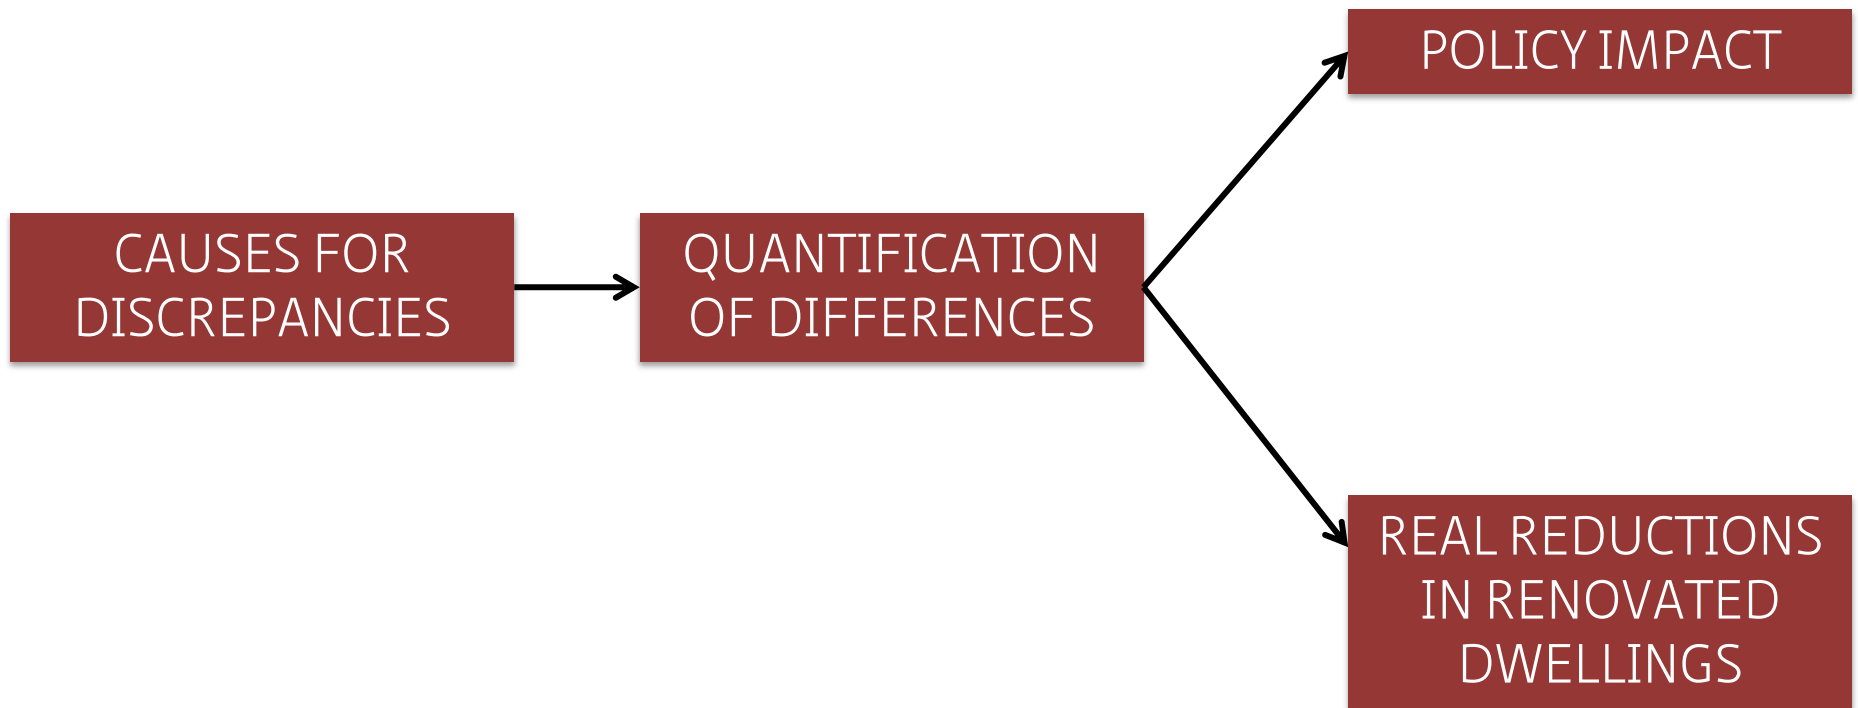 POLICY IMPACT
CAUSES FOR
DISCREPANCIES
QUANTIFICATION
OF DIFFERENCES
REAL REDUCTIONS
IN RENOVATED
DWELLINGS